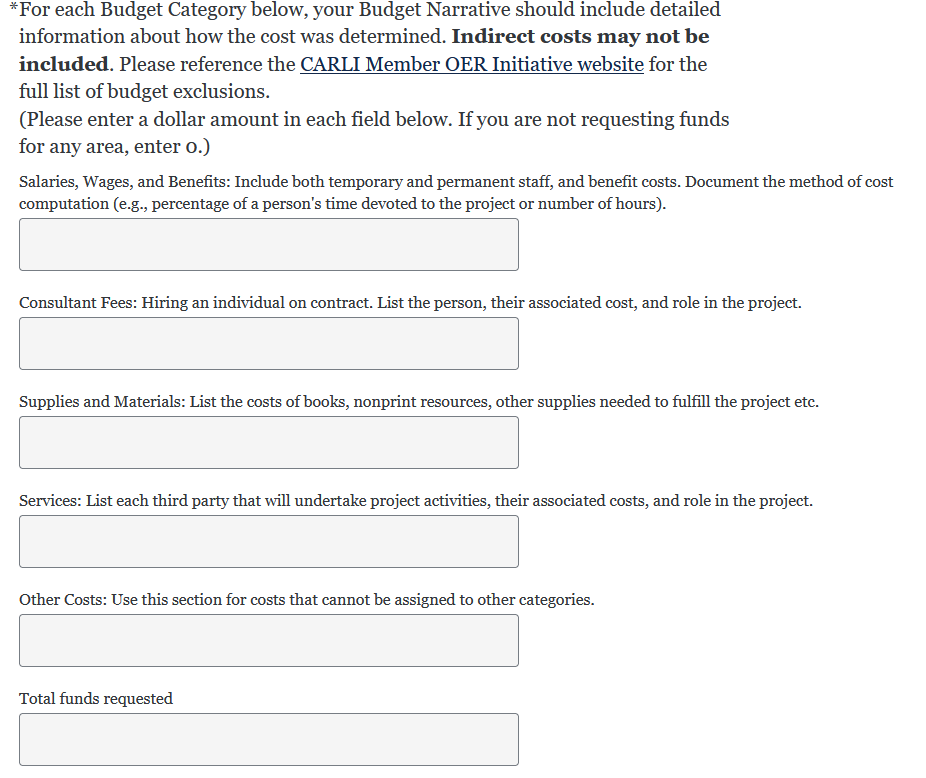 *For each Budget Category below, your Budget Narrative should include detailed
information about how the cost was determined. Indirect costs may not be
included. Please reference the CARLI Member OER Initiative website for the
full list of budget exclusions.
(Please enter a dollar amount in each field below. If you are not requesting funds
for any area, enter 0.)
Salaries, Wages, and Benefits: Include both temporary and permanent staff, and benefit costs. Document the method of cost
computation (e.g., percentage of a person's time devoted to the project or number of hours).
Consultant Fees: Hiring an individual on contract. List the person, their associated cost, and role in the project.
Supplies and Materials: List the costs of books, nonprint resources, other supplies needed to fulfill the project etc.
Services: List each third party that will undertake project activities, their associated costs, and role in the project.
Other Costs: Use this section for costs that cannot be assigned to other categories.
Total funds requested